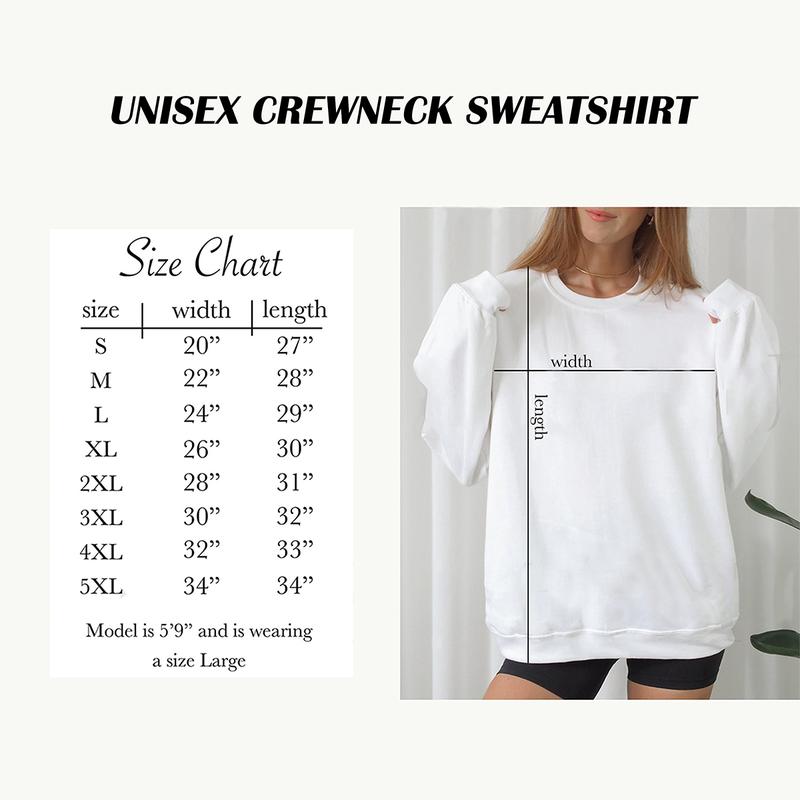 UNISEX CREWNECK SWEATSHIRT
Size Chart
size width length
S 20” 27”
M 22” 28”
L 24” 29”
XL 26” 30”
2XL 28” 31”
3XL 30” 32”
4XL 32” 33”
5XL 34” 34”
Model is 5’9” and is wearing
a size Large
width
length